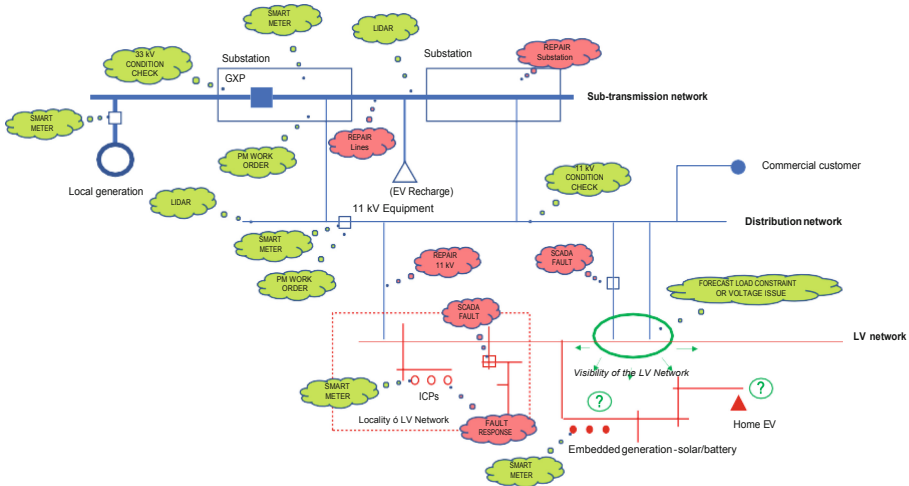 SMART
METER
LIDAR
33 kV
CONDITION
CHECK
Substation
Substation
REPAIR
Substation
GXP
Sub-transmission network
SMART
METER
REPAIR
Lines
PM WORK
ORDER
11 kV
CONDITION
CHECK
Commercial customer
Local generation
(EV Recharge)
LIDAR
11 kV Equipment
Distribution network
SMART
METER
REPAIR
11 kV
SCADA
FAULT
PM WORK
ORDER
FORECAST LOAD CONSTRAINT
OR VOLTAGE ISSUE
SCADA
FAULT
LV network
Visibility of the LV Network
SMART
METER
ICPs
?
?
Locality ó LV Network
FAULT
RESPONSE
Home EV
Embedded generation -solar/battery
SMART
METER